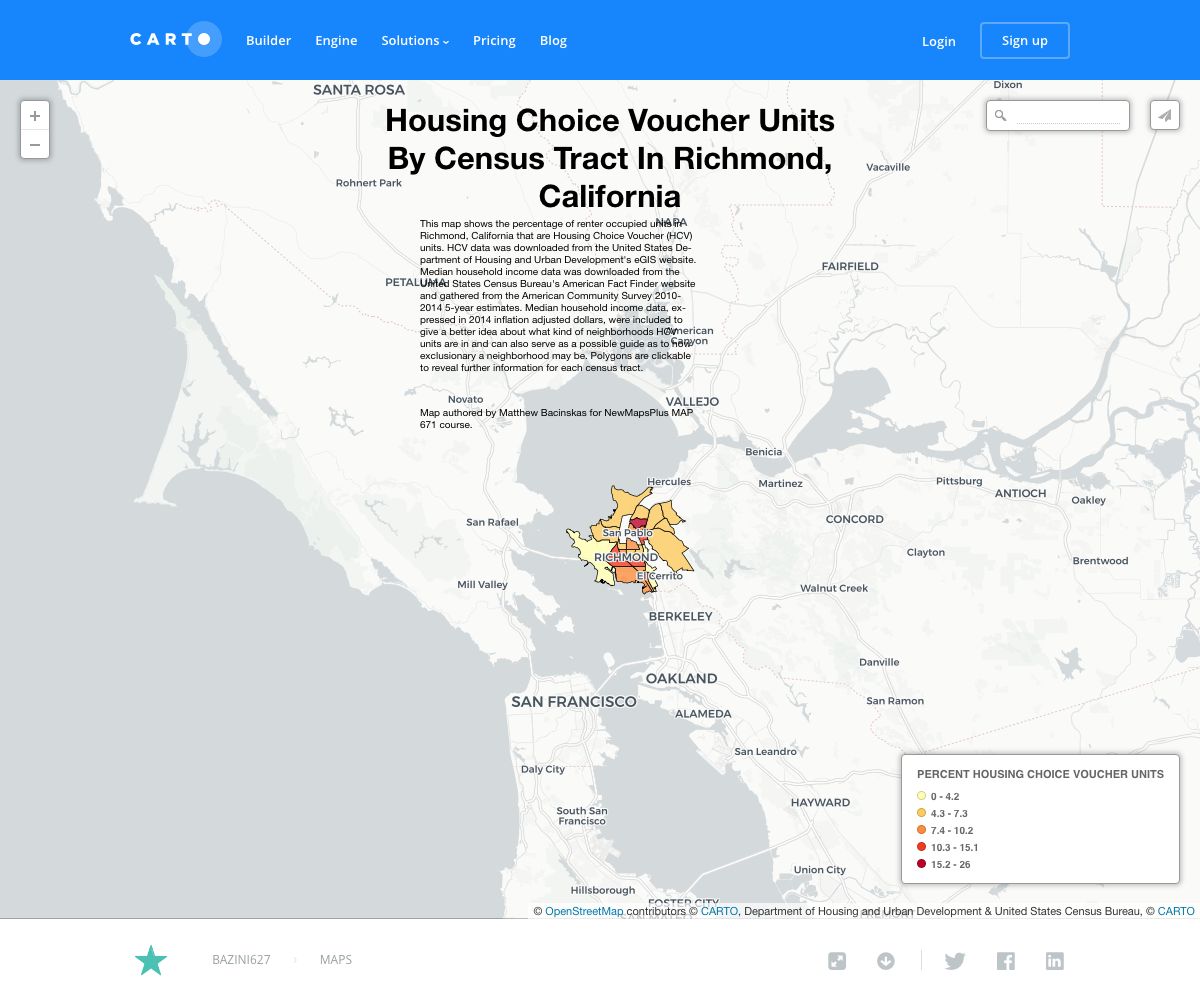 CARTO
Builder
Engine
Solutions
Pricing
Blog
Login
Sign up
+
−
SANTA ROSA
Dixon
Housing Choice Voucher Units
By Census Tract In Richmond,
California
Rohnert Park
Vacaville
NAPA
FAIRFIELD
PETALUMA
This map shows the percentage of renter occupied units in
Richmond, California that are Housing Choice Voucher (HCV)
units. HCV data was downloaded from the United States De-
partment of Housing and Urban Development's eGIS website.
Median household income data was downloaded from the
United States Census Bureau's American Fact Finder website
and gathered from the American Community Survey 2010-
2014 5-year estimates. Median household income data, ex-
pressed in 2014 inflation adjusted dollars, were included to
give a better idea about what kind of neighborhoods HCV
units are in and can also serve as a possible guide as to how
exclusionary a neighborhood may be. Polygons are clickable
to reveal further information for each census tract.
American
Canyon
Novato
VALLEJO
Map authored by Matthew Bacinskas for NewMapsPlus MAP
671 course.
Benicia
Hercules
Martinez
Pittsburg
ANTIOCH
Oakley
San Rafael
San Pablo
CONCORD
RICHMOND
Clayton
Brentwood
El Cerrito
Mill Valley
Walnut Creek
BERKELEY
Danville
OAKLAND
SAN FRANCISCO
San Ramon
ALAMEDA
San Leandro
Daly City
HAYWARD
South San
Francisco
Union City
Hillsborough
FOSTER CITY
PERCENT HOUSING CHOICE VOUCHER UNITS
0 - 4.2
4.3 - 7.3
7.4 - 10.2
10.3 - 15.1
15.2 - 26
© OpenStreetMap contributors © CARTO, Department of Housing and Urban Development & United States Census Bureau, © CARTO
BAZINI627
MAPS